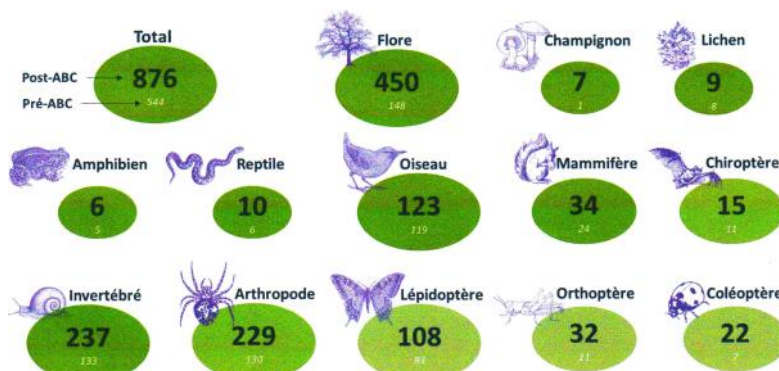 Total
Flore
Champignon
Lichen
Post-ABC
876
450
7
9
Pré-ABC
544
148
1
8
Amphibien
Reptile
Oiseau
Mammifère
Chiroptère
6
10
123
34
15
5
6
119
24
11
Invertébré
Arthropode
Lépidoptère
Orthoptère
Coléoptère
237
229
108
32
22
133
130
11